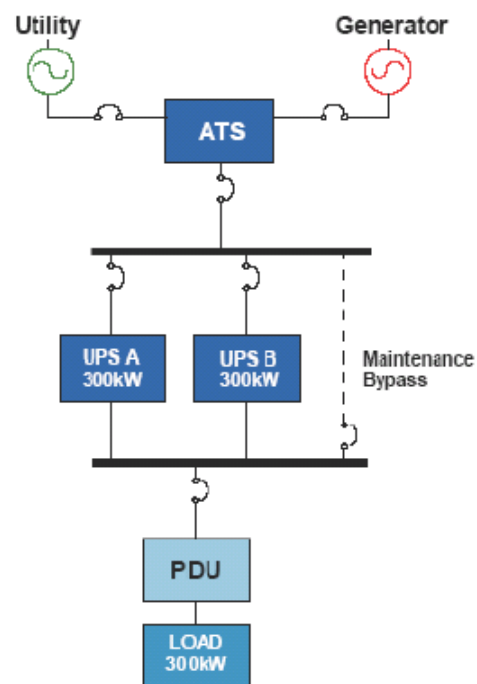 Utility
Generator
ATS
UPS A
300kW
UPS B
300kW
Maintenance
Bypass
PDU
LOAD
300kW